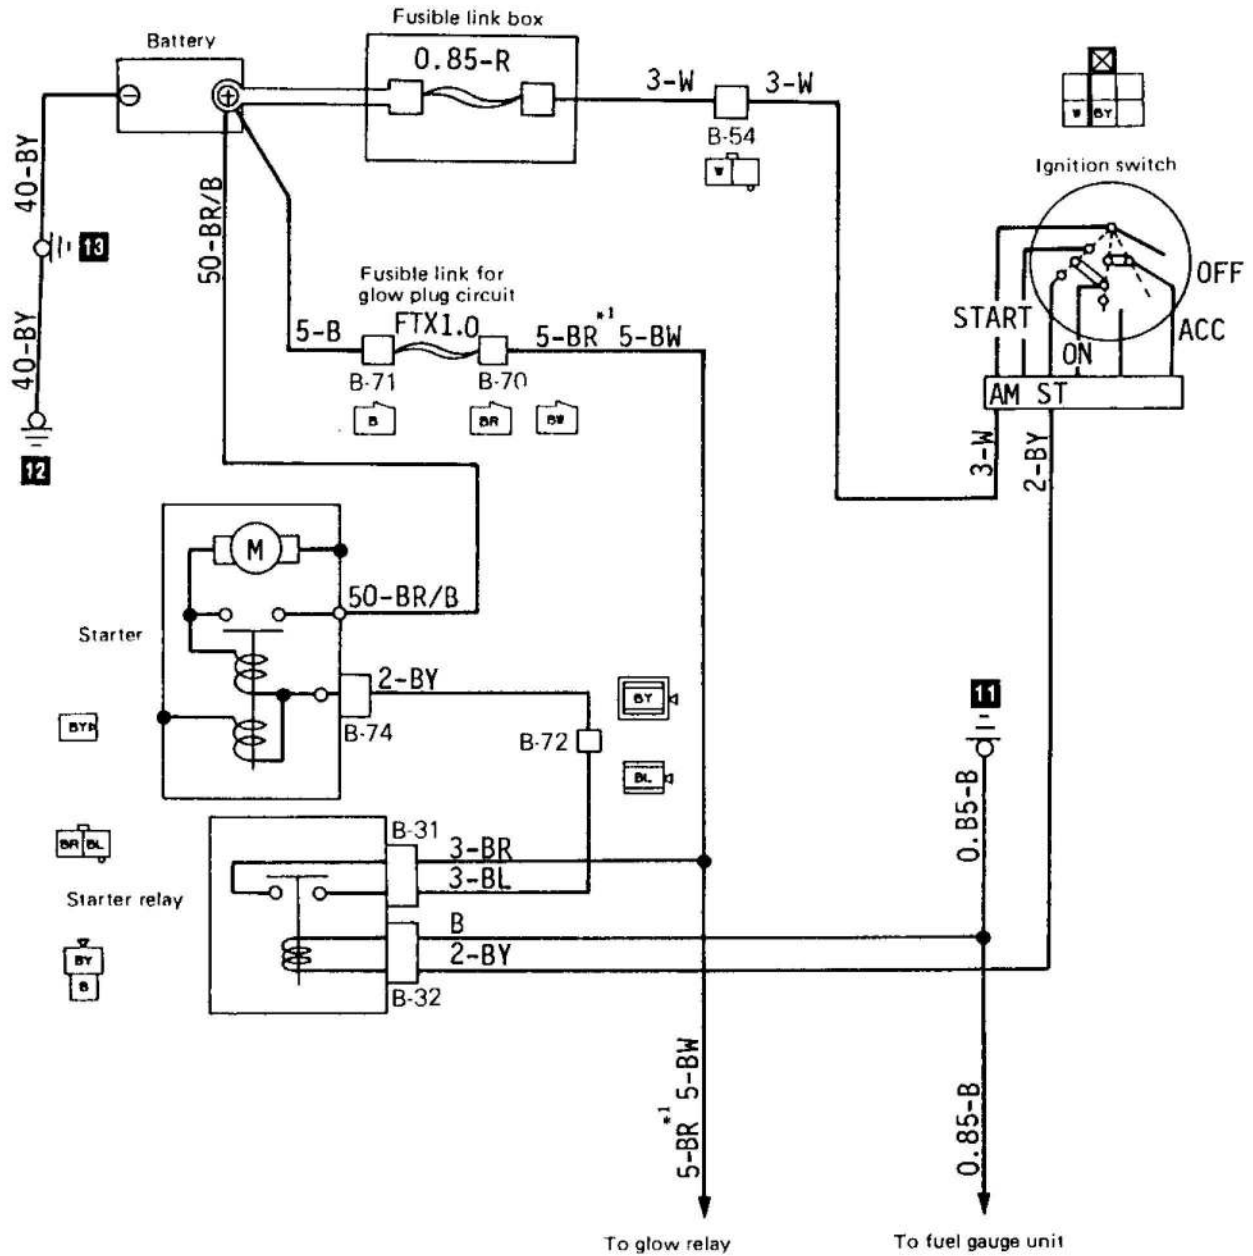 Fusible link box
Battery
0.85-R
3-W
3-W
B-54
W
W BY
Ignition switch
40-BY
50-BR/B
13
OFF
START
ACC
ON
Fusible link for
glow plug circuit
5-B
FTX1.0
5-BR*1 5-BW
B-71
B-70
B
BR
BW
40-BY
12
AM ST
3-W
2-BY
M
50-BR/B
Starter
2-BY
BY
11
BY
B-74
B-72
BL
0.B5-B
B-31
BR BL
3-BR
3-BL
Starter relay
B
2-BY
BY
B
B-32
5-BR*1 5-BW
0.85-B
To glow relay
To fuel gauge unit